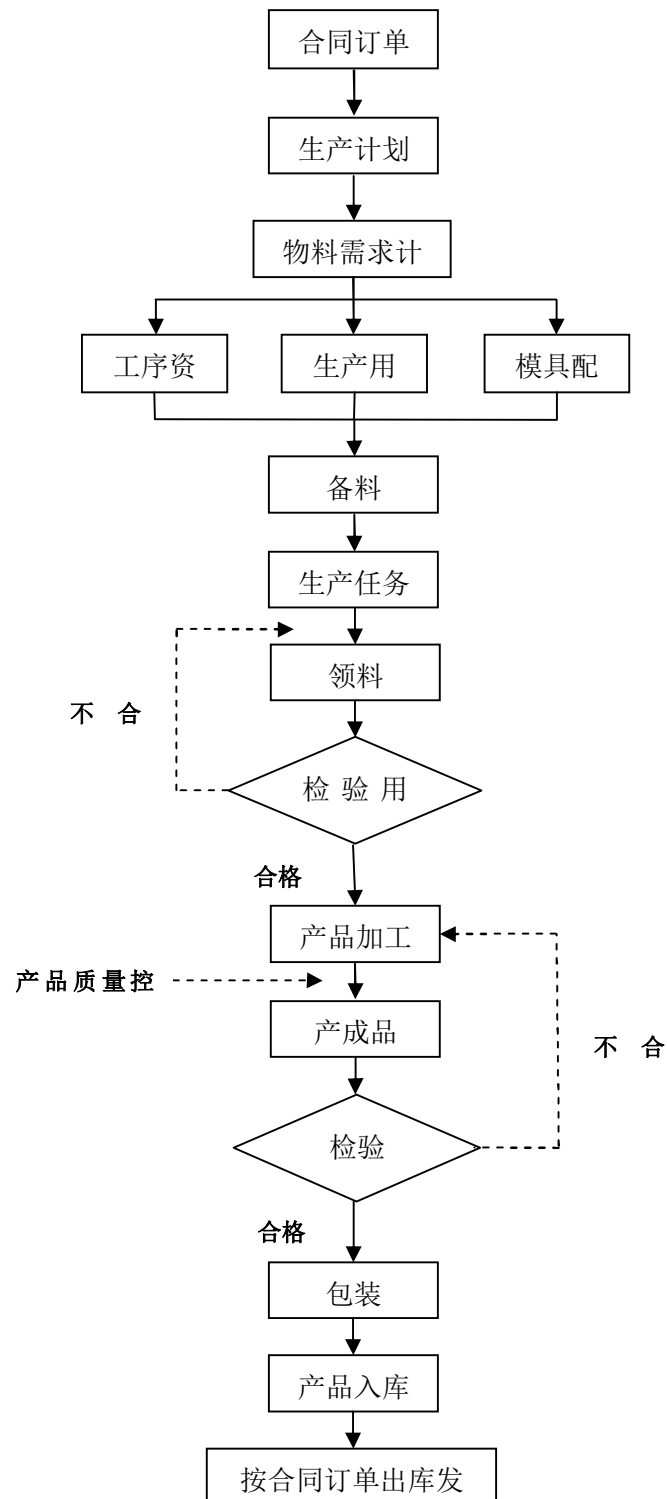 合同订单
生产计划
物料需求计
工序资
生产用
模具配
备料
生产任务
领料
不 合
检 验 用
合格
产品加工
产品质量控
产成品
不 合
检验
合格
包装
产品入库
按合同订单出库发